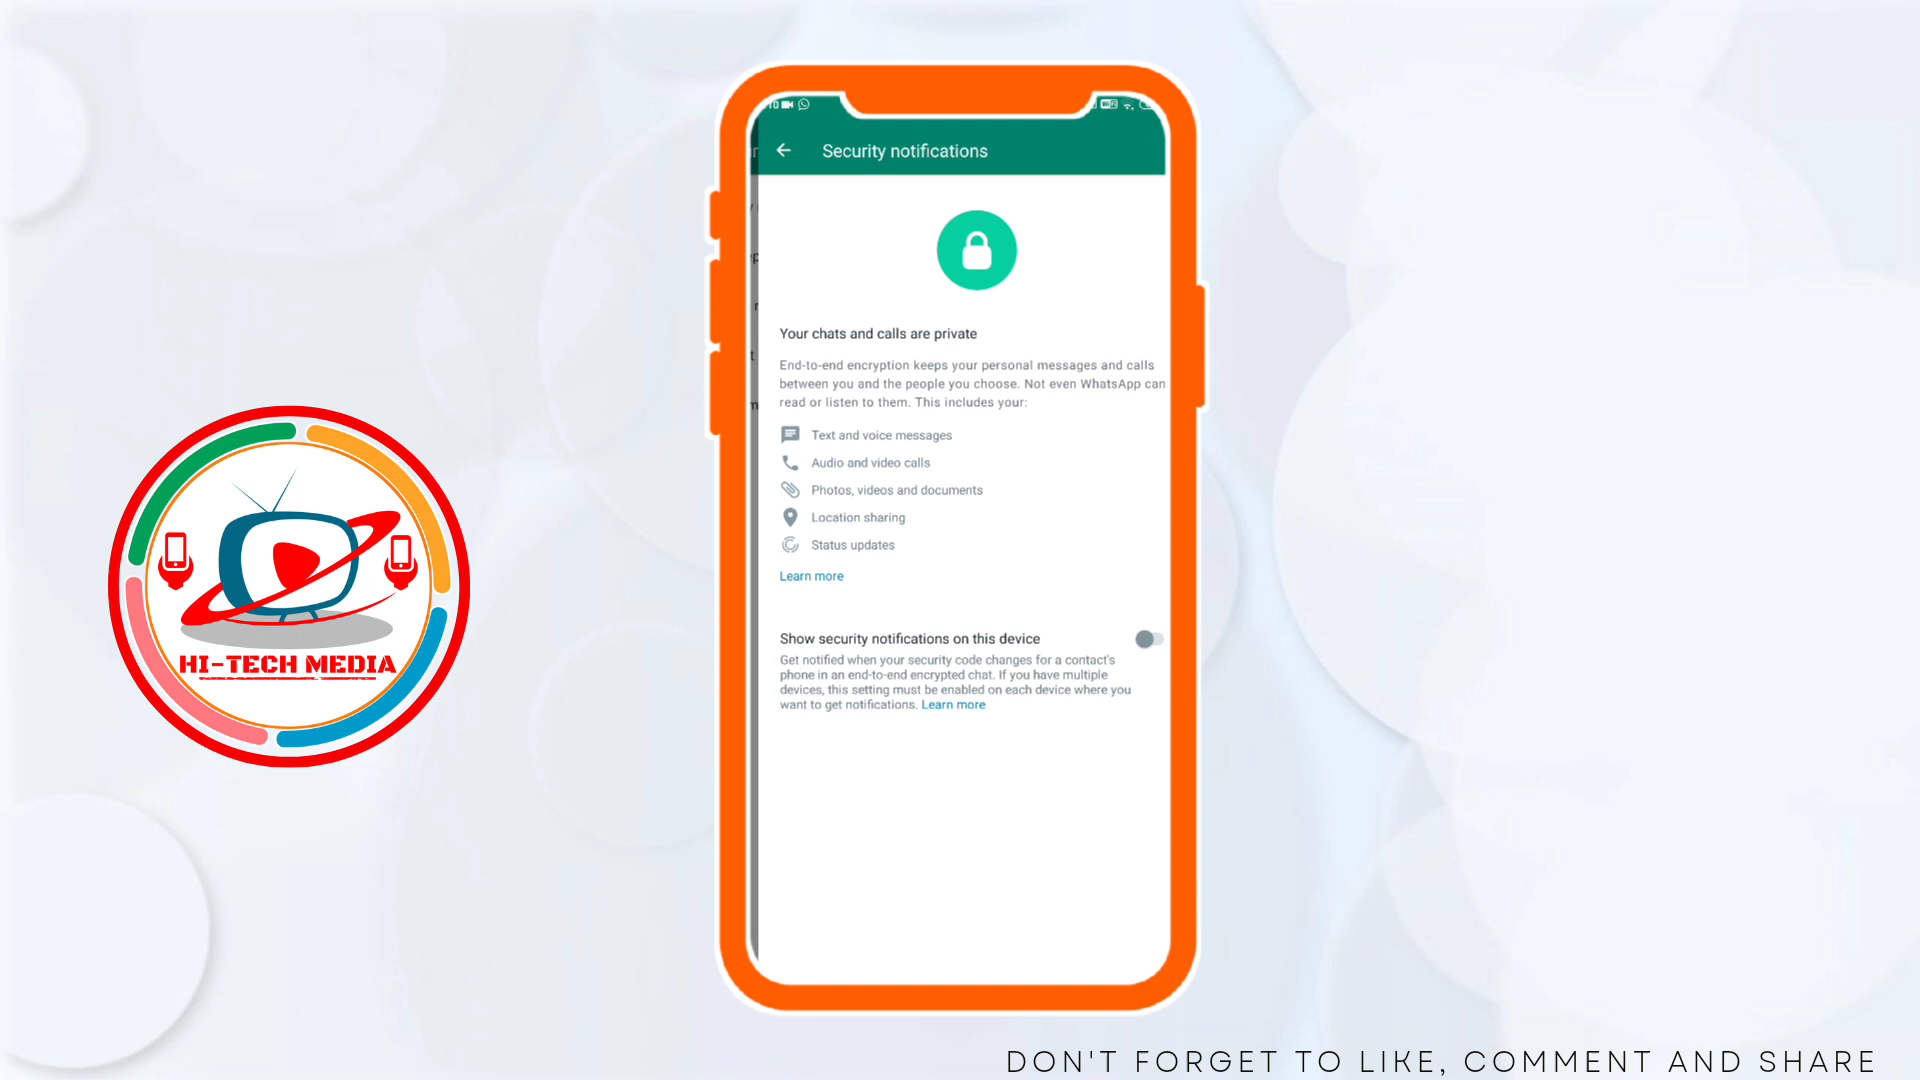 Security notifications
Your chats and calls are private
End-to-end encryption keeps your personal messages and calls
between you and the people you choose. Not even WhatsApp can
read or listen to them. This includes your:
Text and voice messages
Audio and video calls
Photos, videos and documents
Location sharing
Status updates
Learn more
Show security notifications on this device
Get notified when your security code changes for a contact's
phone in an end-to-end encrypted chat. If you have multiple
devices, this setting must be enabled on each device where you
want to get notifications. Learn more
HI-TECH MEDIA
DON'T FORGET TO LIKE, COMMENT AND SHARE